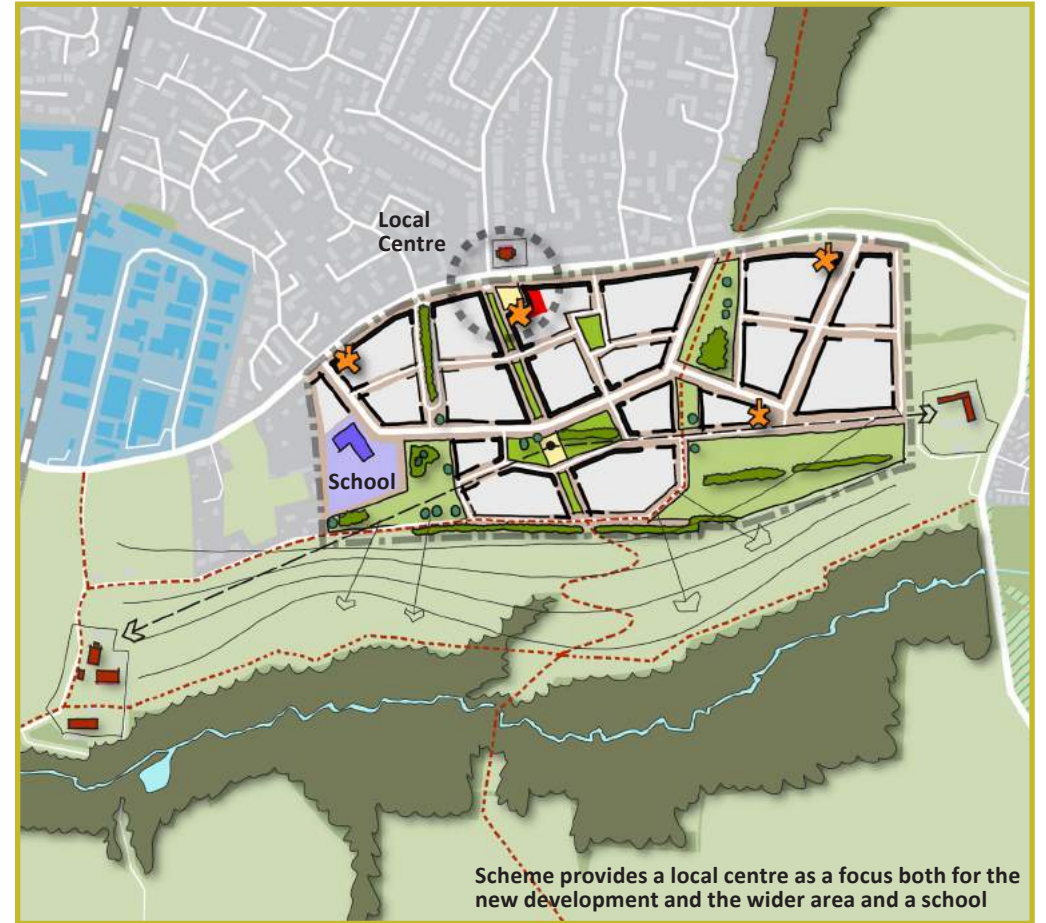 Local
Centre
School
Scheme provides a local centre as a focus both for the
new development and the wider area and a school